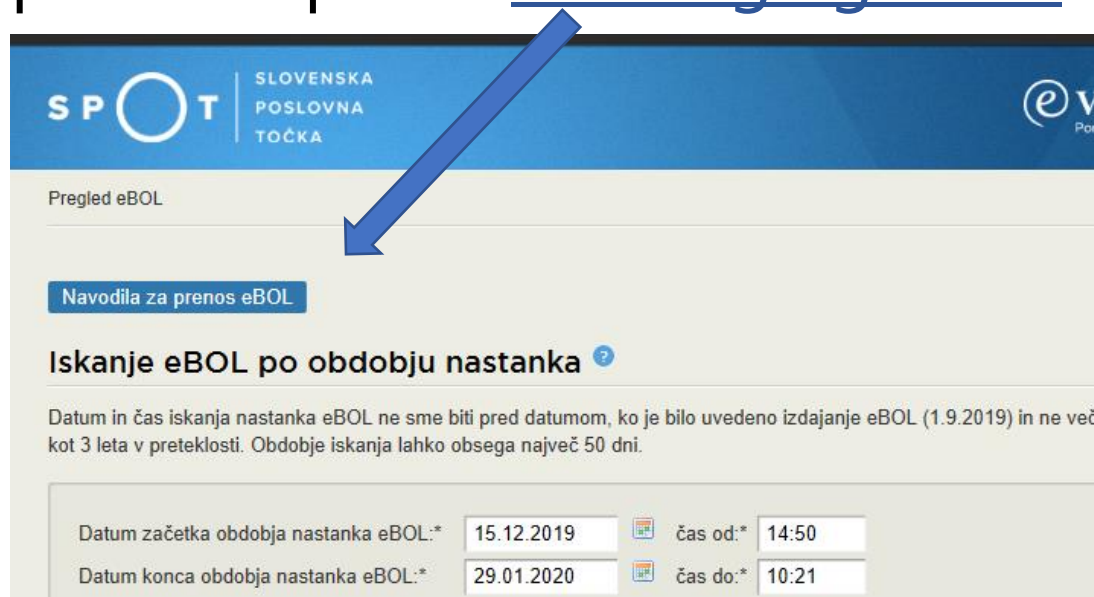 SPOT
SLOVENSKA
POSLOVNA
TOČKA
Pregled eBOL
Navodila za prenos eBOL
Iskanje eBOL po obdobju nastanka ?
Datum in čas iskanja nastanka eBOL ne sme biti pred datumom, ko je bilo uvedeno izdajanje eBOL (1.9.2019) in ne več
kot 3 leta v preteklosti. Obdobje iskanja lahko obsega največ 50 dni.
Datum začetka obdobja nastanka eBOL:* 15.12.2019 čas od:* 14:50
Datum konca obdobja nastanka eBOL:* 29.01.2020 čas do:* 10:21